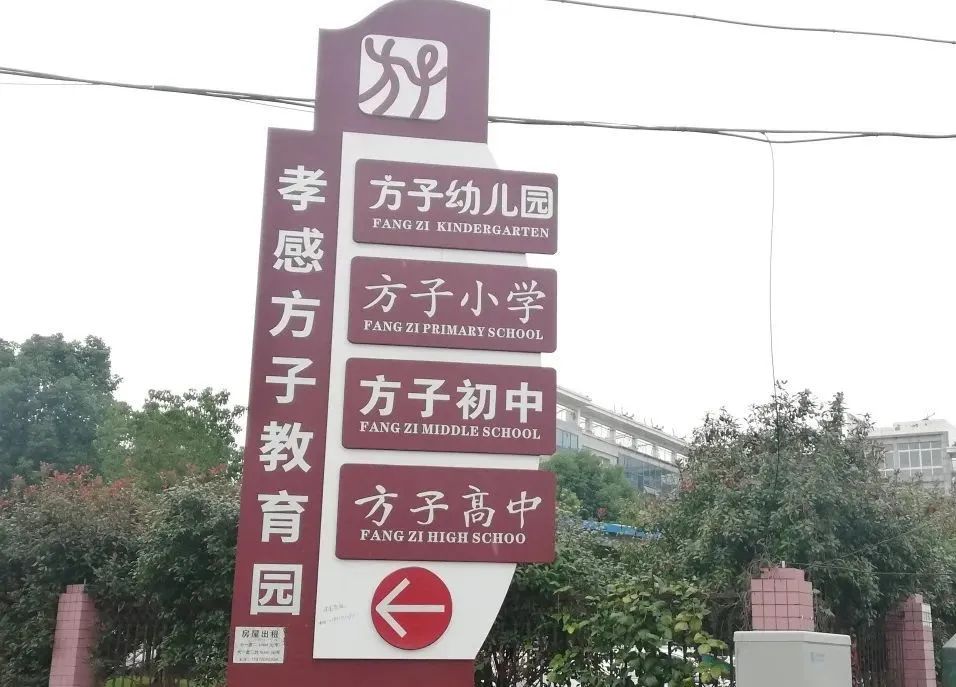 孝感方子教育园
方子幼儿园
FANG ZI KINDERGARTEN
方子小学
FANG ZI PRIMARY SCHOOL
方子初中
FANG ZI MIDDLE SCHOOL
方子高中
FANG ZI HIGH SCHOO
房屋出租